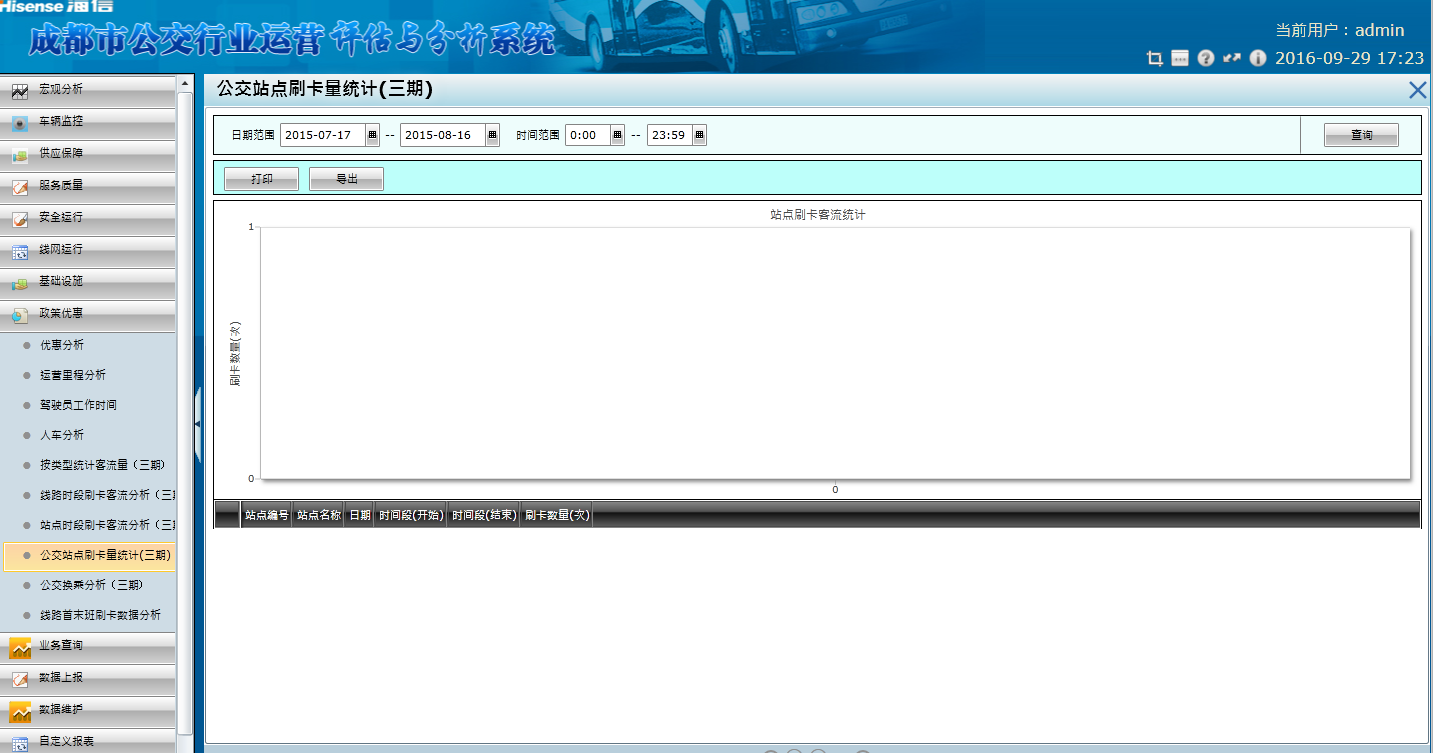 Hisense 海信
成都市公交行业运营评估与分析系统
当前用户：admin
2016-09-29 17:23
宏观分析
车辆监控
供应保障
服务质量
安全运行
线网运行
基础设施
政策优惠
优惠分析
运营里程分析
驾驶员工作时间
人车分析
按类型统计客流量（三期）
线路时段刷卡客流分析（三
站点时段刷卡客流分析（三
公交站点刷卡量统计(三期)
公交换乘分析（三期）
线路首末班刷卡数据分析
业务查询
数据上报
数据维护
自定义报表
公交站点刷卡量统计(三期)
日期范围 2015-07-17 -- 2015-08-16 时间范围 0:00 -- 23:59 查询
打印 导出
站点刷卡客流统计
1
刷卡数量(次)
0
0
站点编号 站点名称 日期 时间段(开始) 时间段(结束) 刷卡数量(次)